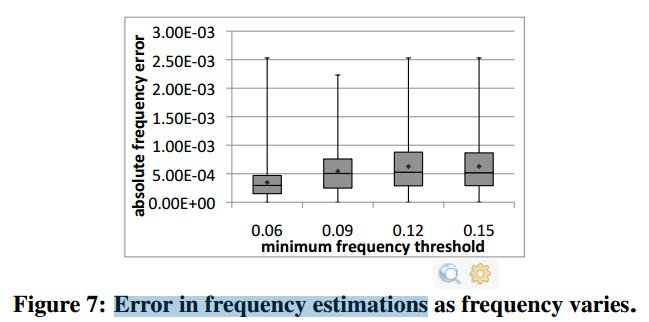 3.00E-03
2.50E-03
2.00E-03
1.50E-03
1.00E-03
5.00E-04
0.00E+00
absolute frequency error
0.06 0.09 0.12 0.15
minimum frequency threshold
Figure 7: Error in frequency estimations as frequency varies.